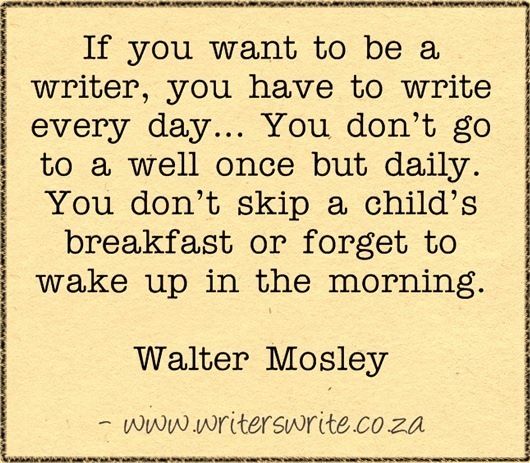 If you want to be a
writer, you have to write
every day... You don't go
to a well once but daily.
You don't skip a child's
breakfast or forget to
wake up in the morning.
Walter Mosley
- www.writerswrite.co.za